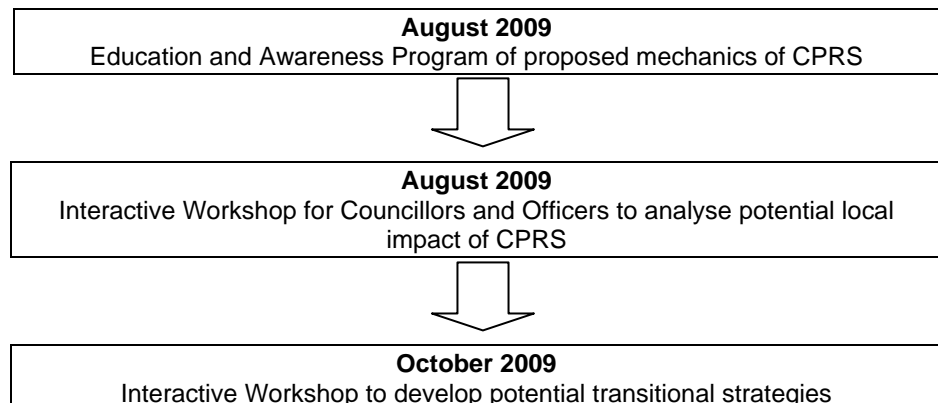 August 2009
Education and Awareness Program of proposed mechanics of CPRS
August 2009
Interactive Workshop for Councillors and Officers to analyse potential local
impact of CPRS
October 2009
Interactive Workshop to develop potential transitional strategies